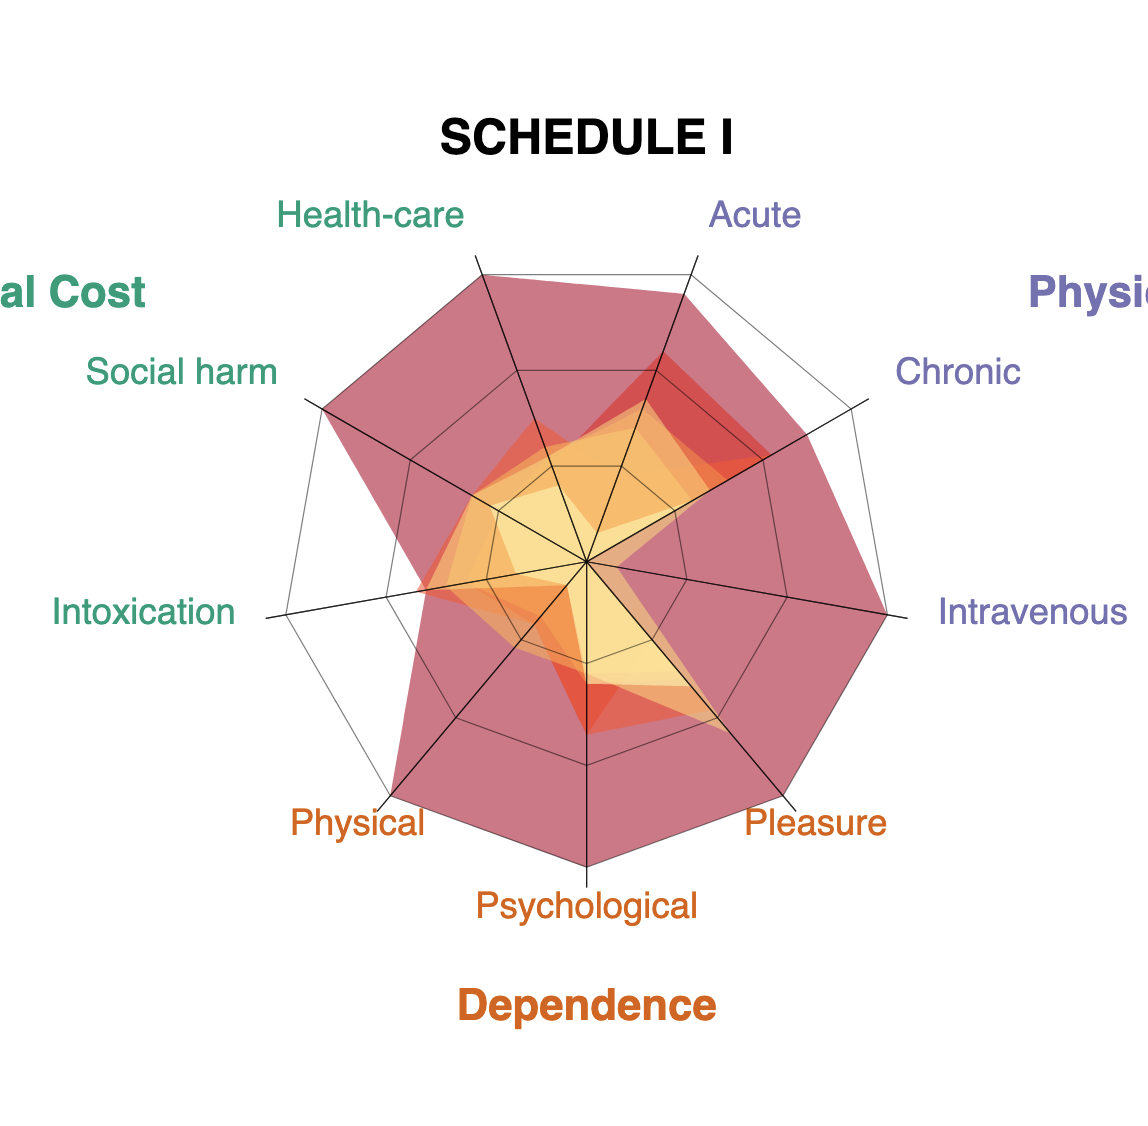 SCHEDULE I
Health-care
Acute
al Cost
Physi
Social harm
Chronic
Intoxication
Intravenous
Physical
Pleasure
Psychological
Dependence